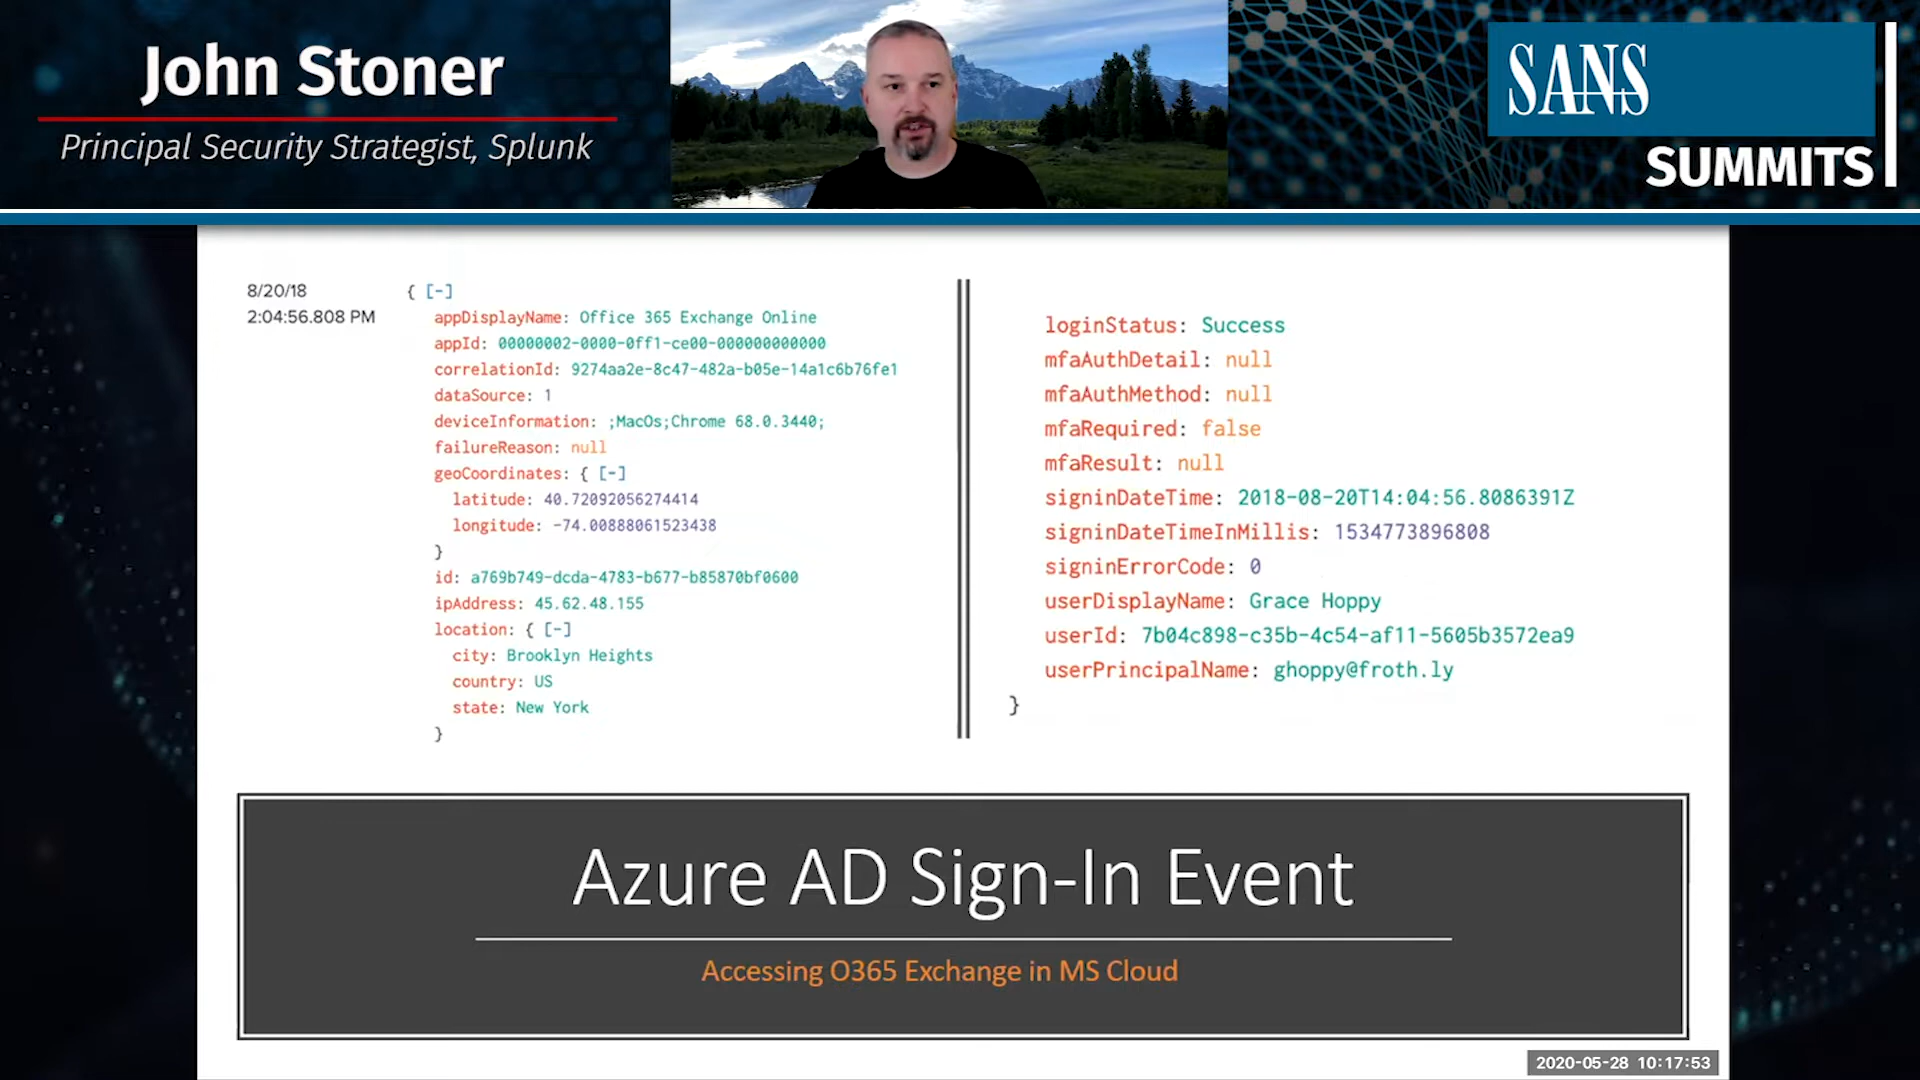 John Stoner
Principal Security Strategist, Splunk
SANS
SUMMITS
8/20/18
2:04:56.808 PM
{ [-]
appDisplayName: Office 365 Exchange Online
appId: 00000002-0000-0ff1-ce00-000000000000
correlationId: 9274aa2e-8c47-482a-b05e-14a1c6b76fe1
dataSource: 1
deviceInformation: ;MacOs;Chrome 68.0.3440;
failureReason: null
geoCoordinates: { [-]
latitude: 40.72092056274414
longitude: -74.00888061523438
}
id: a769b749-dcda-4783-b677-b85870bf0600
ipAddress: 45.62.48.155
location: { [-]
city: Brooklyn Heights
country: US
state: New York
}
loginStatus: Success
mfaAuthDetail: null
mfaAuthMethod: null
mfaRequired: false
mfaResult: null
signinDateTime: 2018-08-20T14:04:56.8086391Z
signinDateTimeInMillis: 1534773896808
signinErrorCode: 0
userDisplayName: Grace Hoppy
userId: 7b04c898-c35b-4c54-af11-5605b3572ea9
userPrincipalName: ghoppy@froth.ly
}
Azure AD Sign-In Event
Accessing O365 Exchange in MS Cloud
2020-05-28 10:17:53